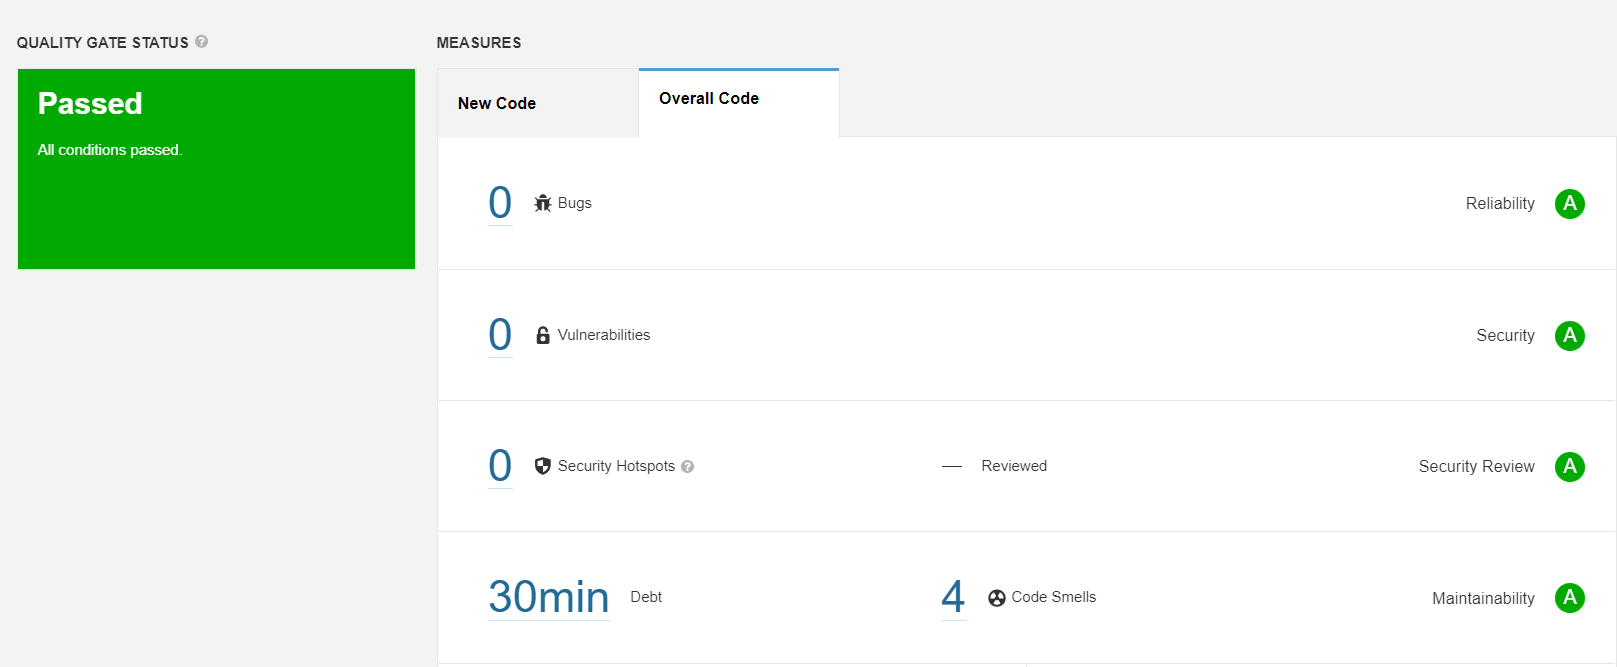 QUALITY GATE STATUS
MEASURES
Passed
All conditions passed.
New Code
Overall Code
0 Bugs
Reliability A
0 Vulnerabilities
Security A
0 Security Hotspots
— Reviewed
Security Review A
30min Debt
4 Code Smells
Maintainability A